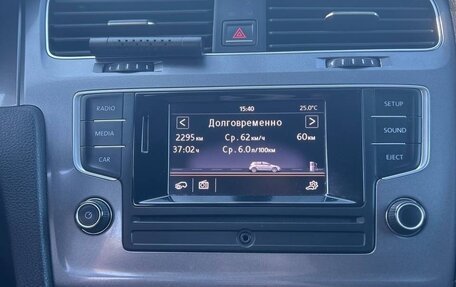 15:40 25.0°C
Долговременно
2295 км Ср. 62 км/ч 60 км
37:02 ч Ср. 6.0 л/100км
RADIO
MEDIA
CAR
SETUP
SOUND
EJECT